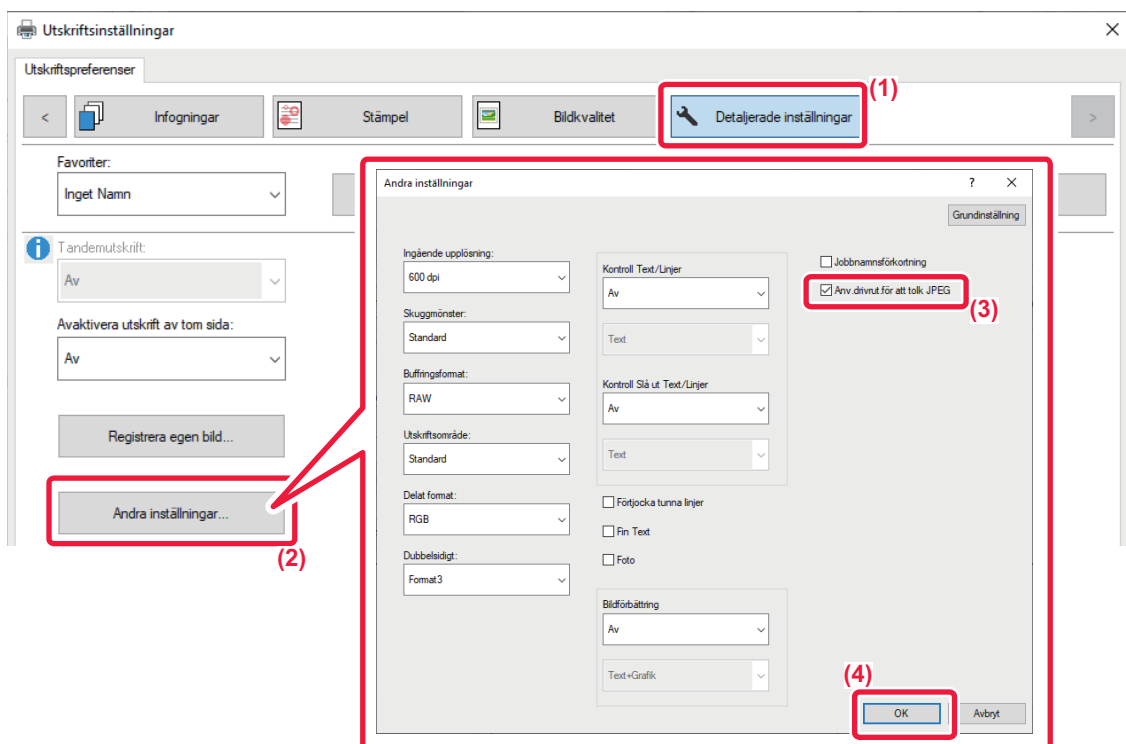 Utskriftsinställningar
Utskriftspreferenser
(1)
< Infogningar Stämpel Bildkvalitet Detaljerade inställningar >
Favoriter:
Inget Namn
Tandemutskrift:
Av
Avaktivera utskrift av tom sida:
Av
Registrera egen bild...
Andra inställningar...
(2)
Andra inställningar ?
Grundinställning
Ingående upplösning:
600 dpi
Skuggmönster:
Standard
Buffringsformat:
RAW
Utskriftsområde:
Standard
Delat format:
RGB
Dubbelsidigt:
Format3
Kontroll Text/Linjer
Av
Text
Kontroll Slå ut Text/Linjer
Av
Text
Förtjocka tunna linjer
Fin Text
Foto
Bildförbättring
Av
Text+Grafik
Jobbnamnsförkortning
Anv.drivrut.för att tolk JPEG
(3)
(4)
OK Avbryt